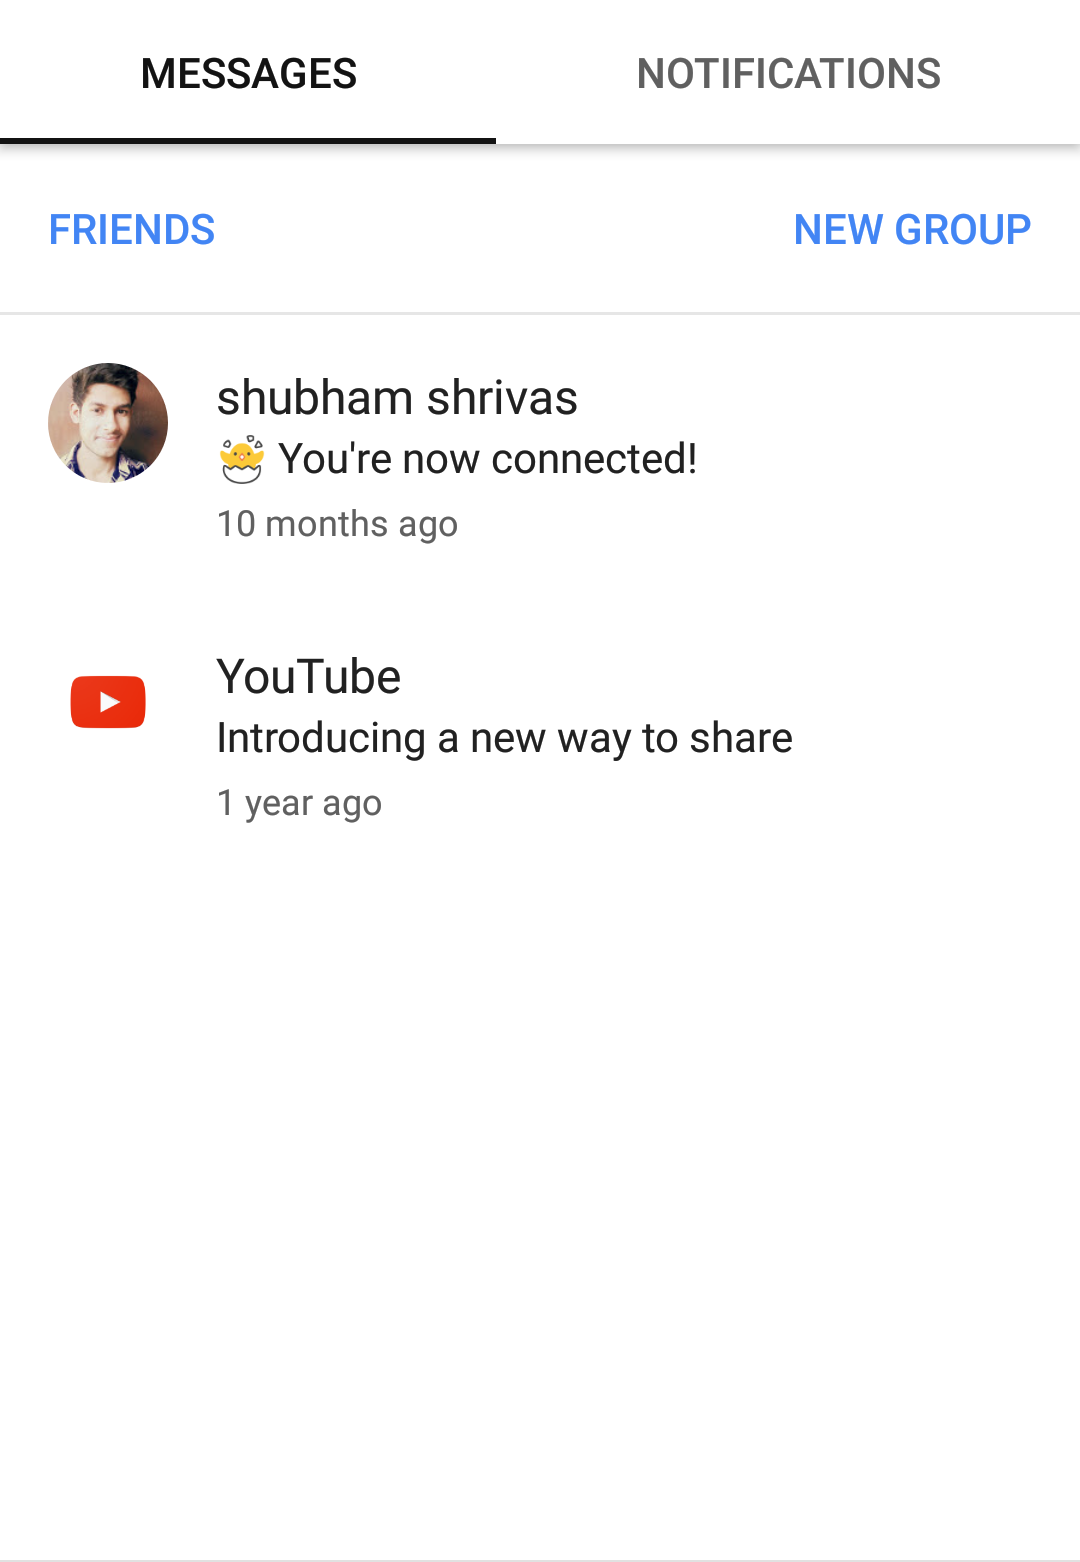 MESSAGES NOTIFICATIONS
FRIENDS NEW GROUP
shubham shrivas
🐣 You're now connected!
10 months ago
YouTube
Introducing a new way to share
1 year ago